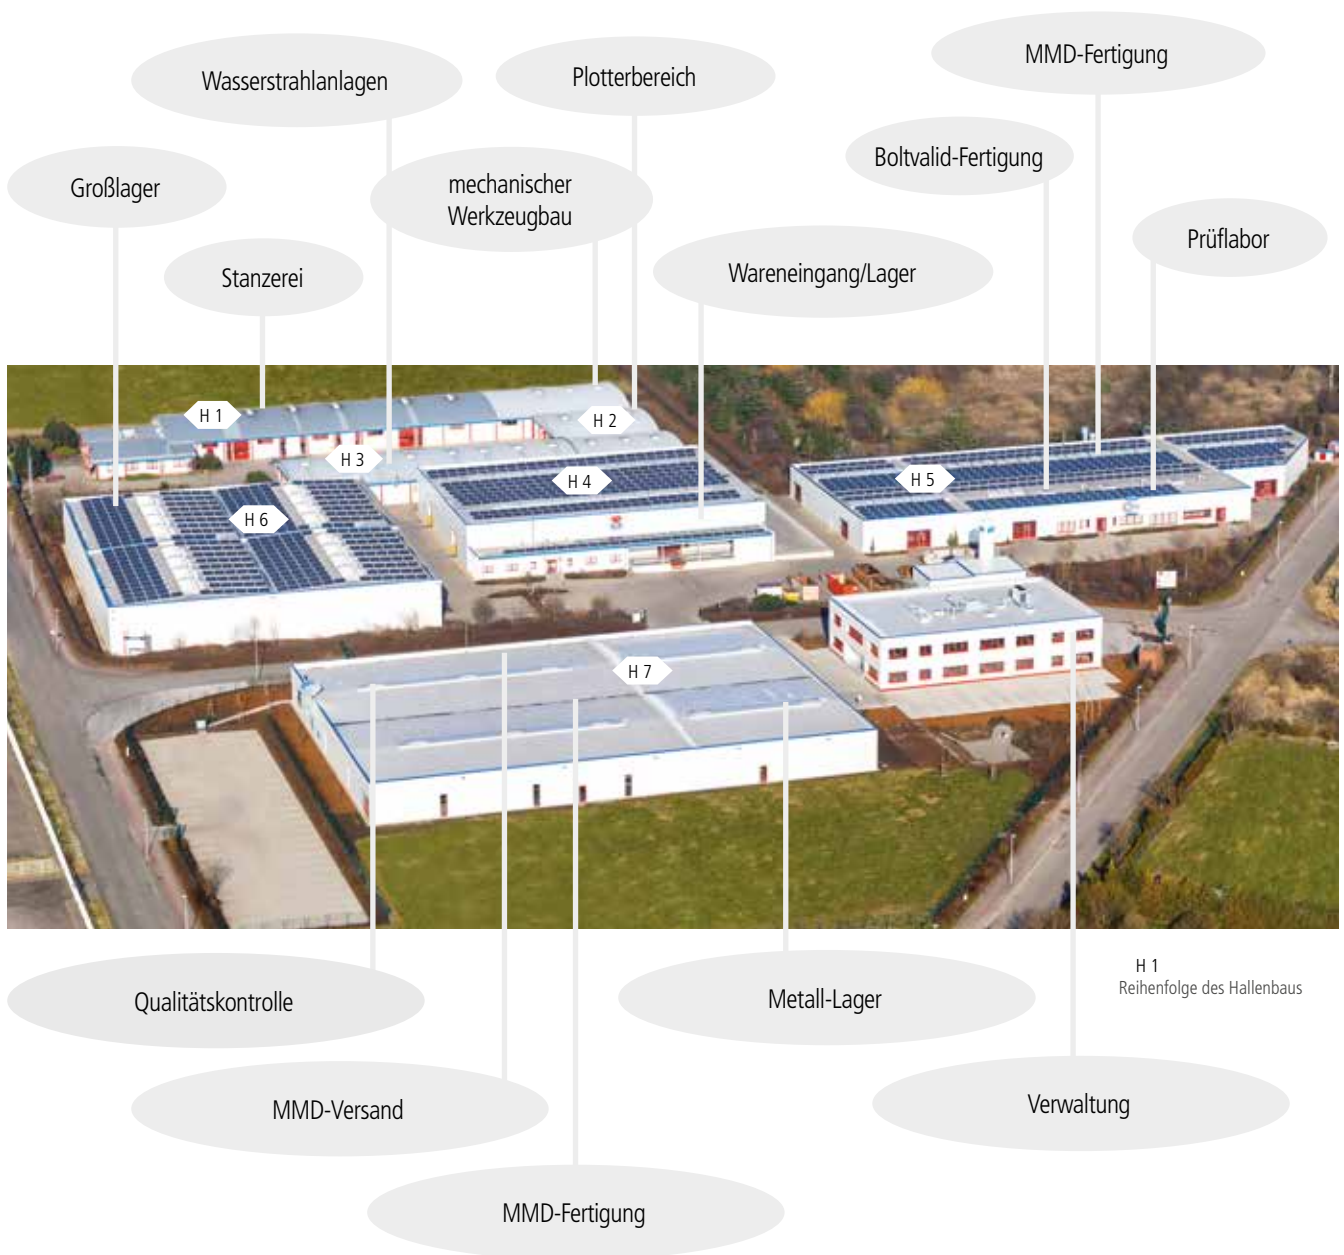 MMD-Fertigung
Wasserstrahlanlagen
Plotterbereich
Boltvalid-Fertigung
Großlager
mechanischer
Werkzeugbau
Prüflabor
Stanzerei
Wareneingang/Lager
H 1
H 2
H 3
H 4
H 5
H 6
H 7
Qualitätskontrolle
Metall-Lager
H 1
Reihenfolge des Hallenbaus
MMD-Versand
Verwaltung
MMD-Fertigung